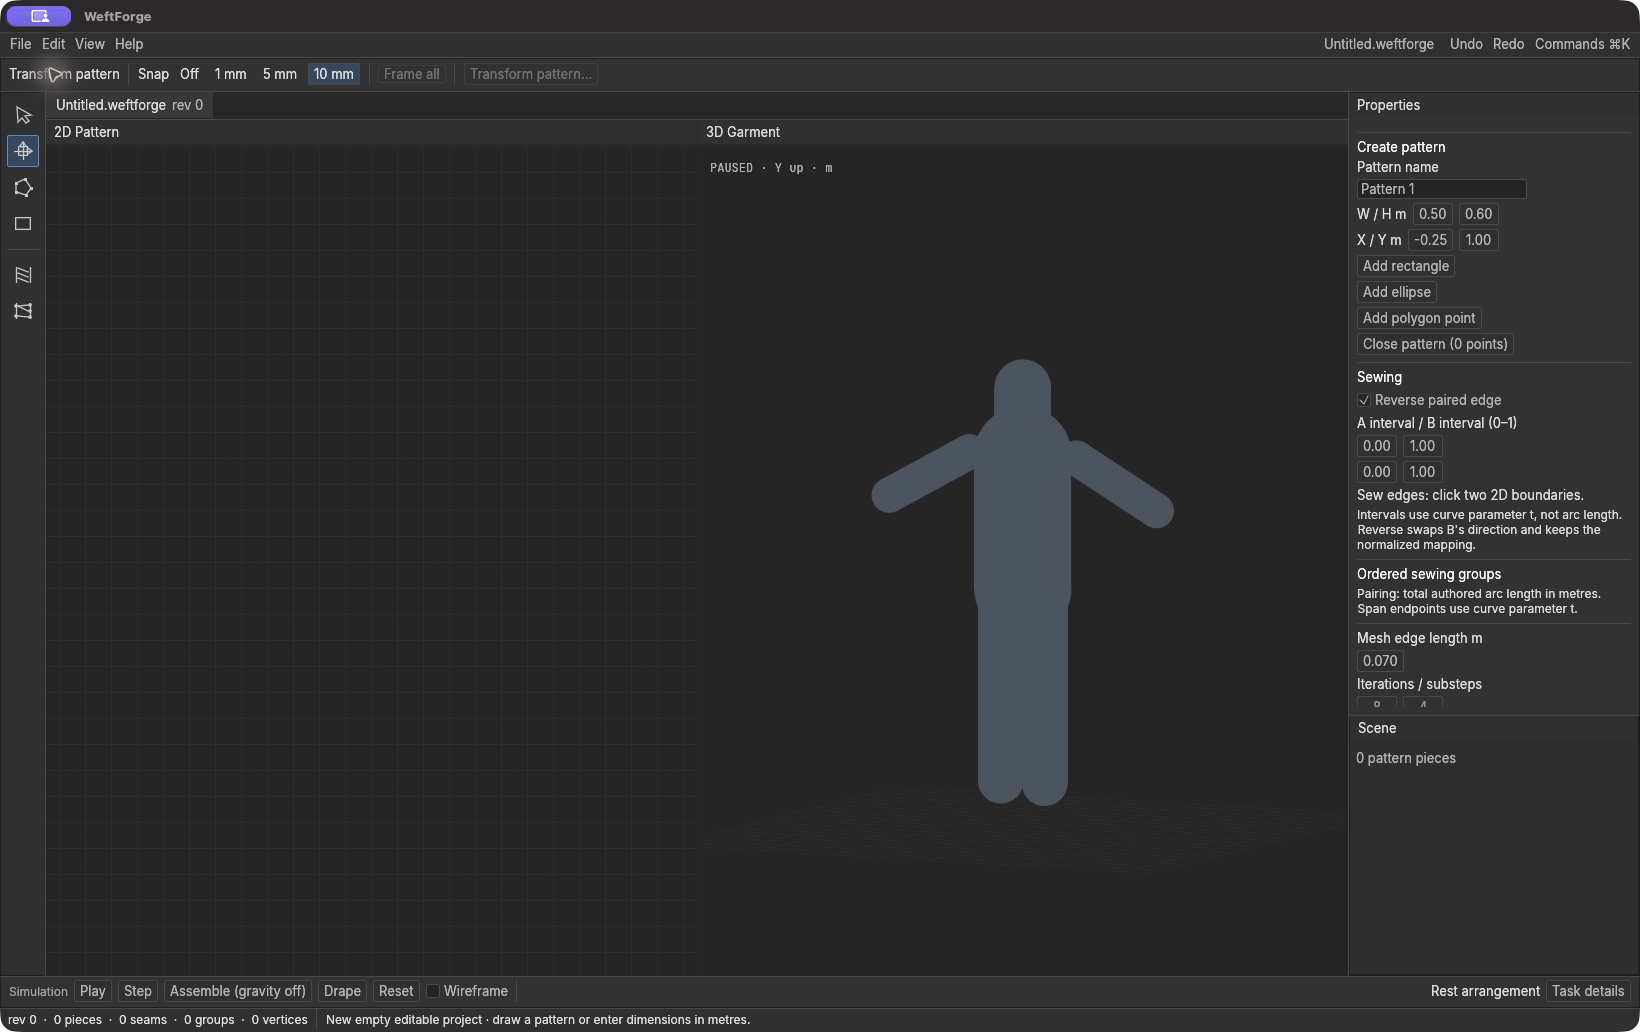 WeftForge
File Edit View Help
Untitled.weftforge Undo Redo Commands ⌘K
Transform pattern Snap Off 1 mm 5 mm 10 mm Frame all Transform pattern...
Untitled.weftforge rev 0
2D Pattern
3D Garment
PAUSED · Y up · m
Properties
Create pattern
Pattern name
Pattern 1
W / H m 0.50 0.60
X / Y m -0.25 1.00
Add rectangle
Add ellipse
Add polygon point
Close pattern (0 points)
Sewing
Reverse paired edge
A interval / B interval (0–1)
0.00 1.00
0.00 1.00
Sew edges: click two 2D boundaries.
Intervals use curve parameter t, not arc length.
Reverse swaps B's direction and keeps the
normalized mapping.
Ordered sewing groups
Pairing: total authored arc length in metres.
Span endpoints use curve parameter t.
Mesh edge length m
0.070
Iterations / substeps
Scene
0 pattern pieces
Simulation Play Step Assemble (gravity off) Drape Reset Wireframe
Rest arrangement Task details
rev 0 · 0 pieces · 0 seams · 0 groups · 0 vertices
New empty editable project · draw a pattern or enter dimensions in metres.